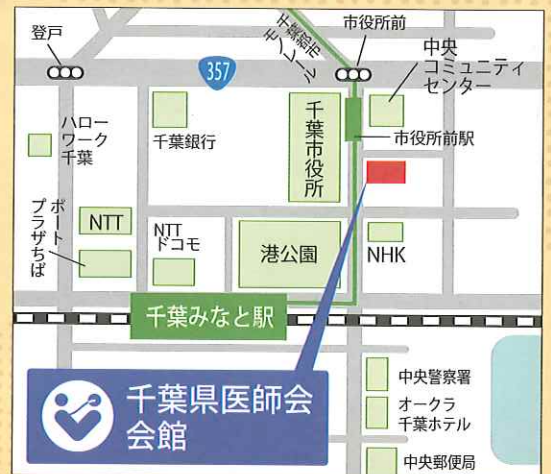 登戸
千葉都市
モノレール
市役所前
357
中央
コミュニティ
センター
ハロー
ワーク
千葉
千葉銀行
千葉市役所
市役所前駅
ポート
プラザちば
NTT
NTT
ドコモ
港公園
NHK
千葉みなと駅
千葉県医師会
会館
中央警察署
オークラ
千葉ホテル
中央郵便局